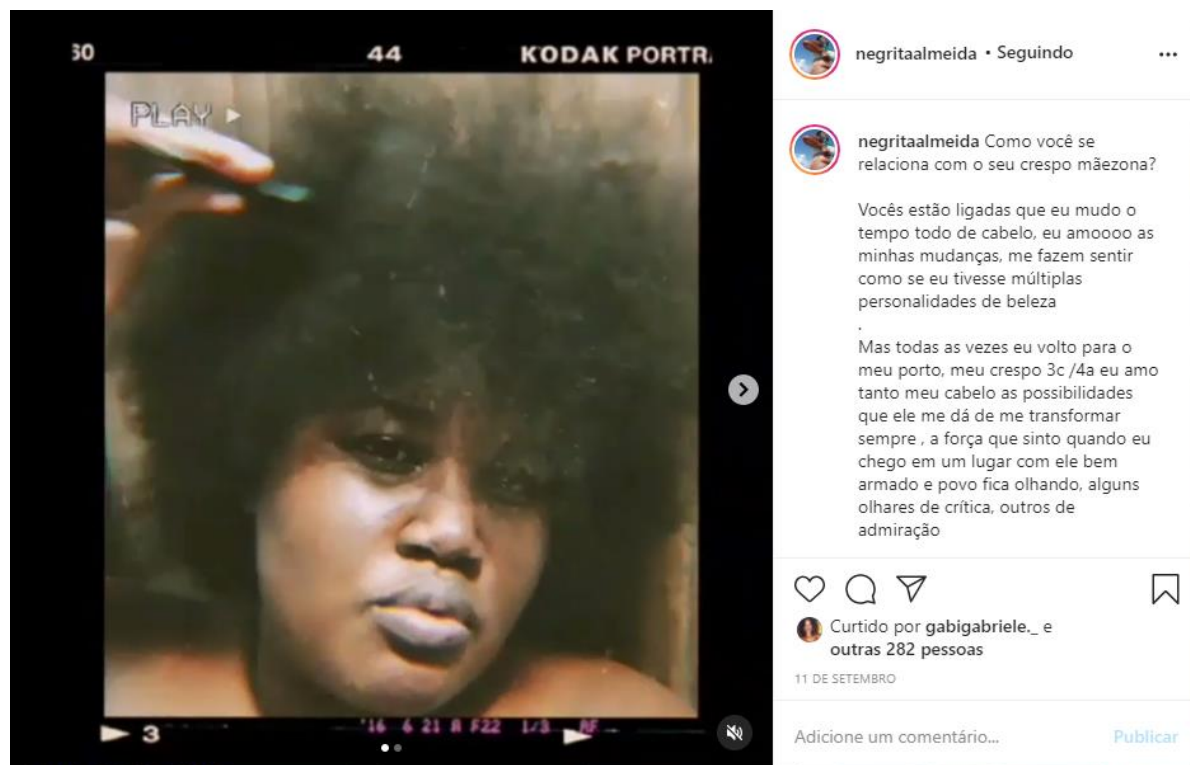 30
44
KODAK PORTR
PLAY
3
'16 6 21 A F22 1/3 AF
negritaalmeida • Seguindo
negritaalmeida Como você se
relaciona com o seu crespo mãezona?
Vocês estão ligadas que eu mudo o
tempo todo de cabelo, eu amoooo as
minhas mudanças, me fazem sentir
como se eu tivesse múltiplas
personalidades de beleza
.
Mas todas as vezes eu volto para o
meu porto, meu crespo 3c /4a eu amo
tanto meu cabelo as possibilidades
que ele me dá de me transformar
sempre , a força que sinto quando eu
chego em um lugar com ele bem
armado e povo fica olhando, alguns
olhares de crítica, outros de
admiração
Curtido por gabigabriele._ e
outras 282 pessoas
11 DE SETEMBRO
Adicione um comentário...
Publicar